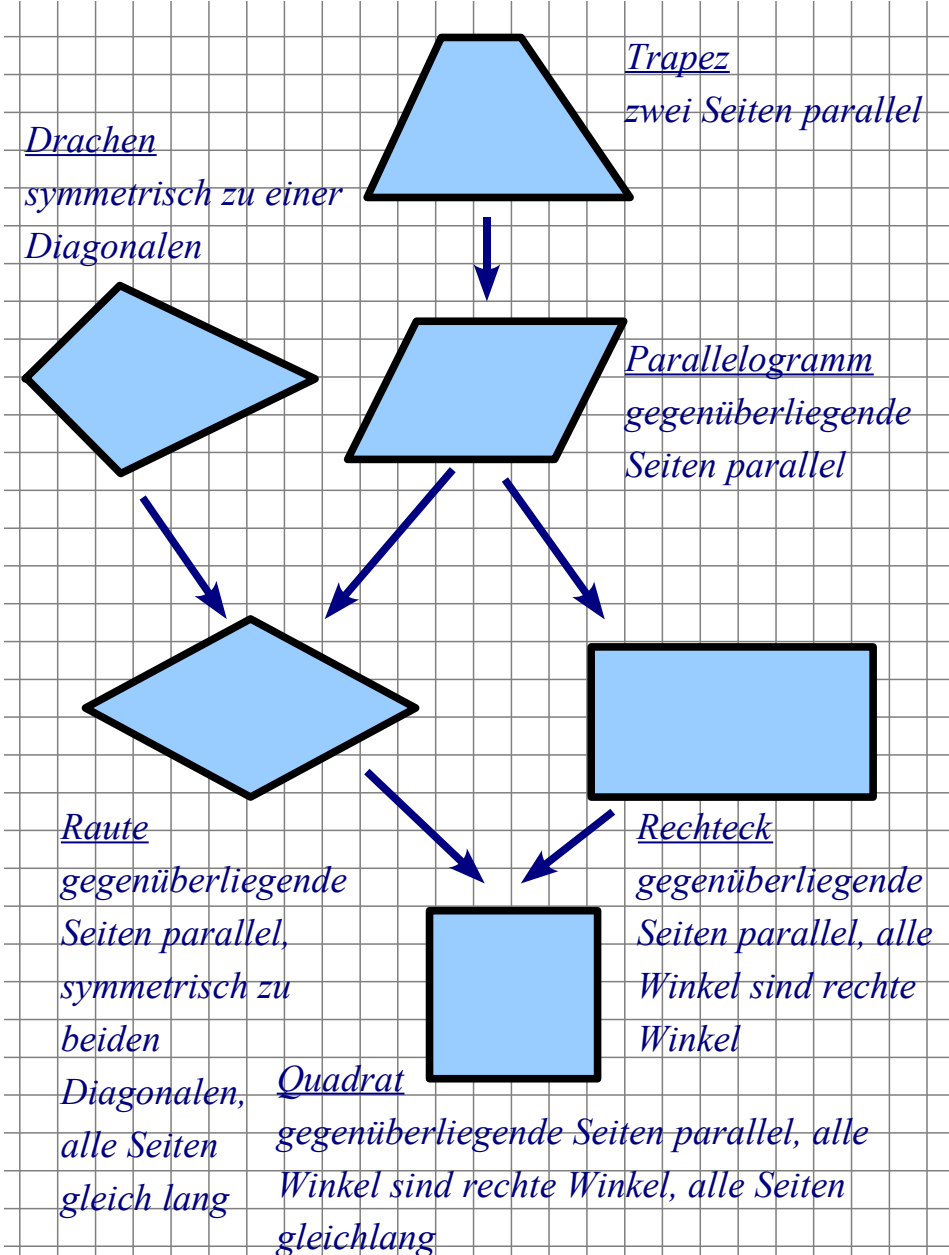 Trapez
zwei Seiten parallel
Drachen
symmetrisch zu einer
Diagonalen
Parallelogramm
gegenüberliegende
Seiten parallel
Raute
gegenüberliegende
Seiten parallel,
symmetrisch zu
beiden
Diagonalen,
alle Seiten
gleich lang
Rechteck
gegenüberliegende
Seiten parallel, alle
Winkel sind rechte
Winkel
Quadrat
gegenüberliegende Seiten parallel, alle
Winkel sind rechte Winkel, alle Seiten
gleichlang